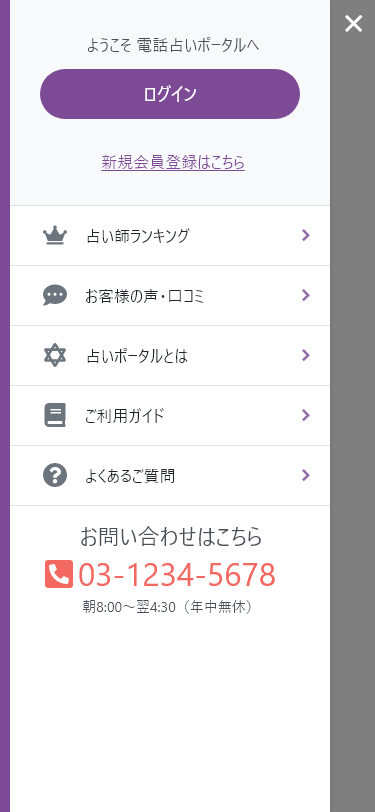 ようこそ 電話占いポータルへ
ログイン
新規会員登録はこちら
占い師ランキング
お客様の声・口コミ
占いポータルとは
ご利用ガイド
よくあるご質問
お問い合わせはこちら
03-1234-5678
朝8:00〜翌4:30（年中無休）